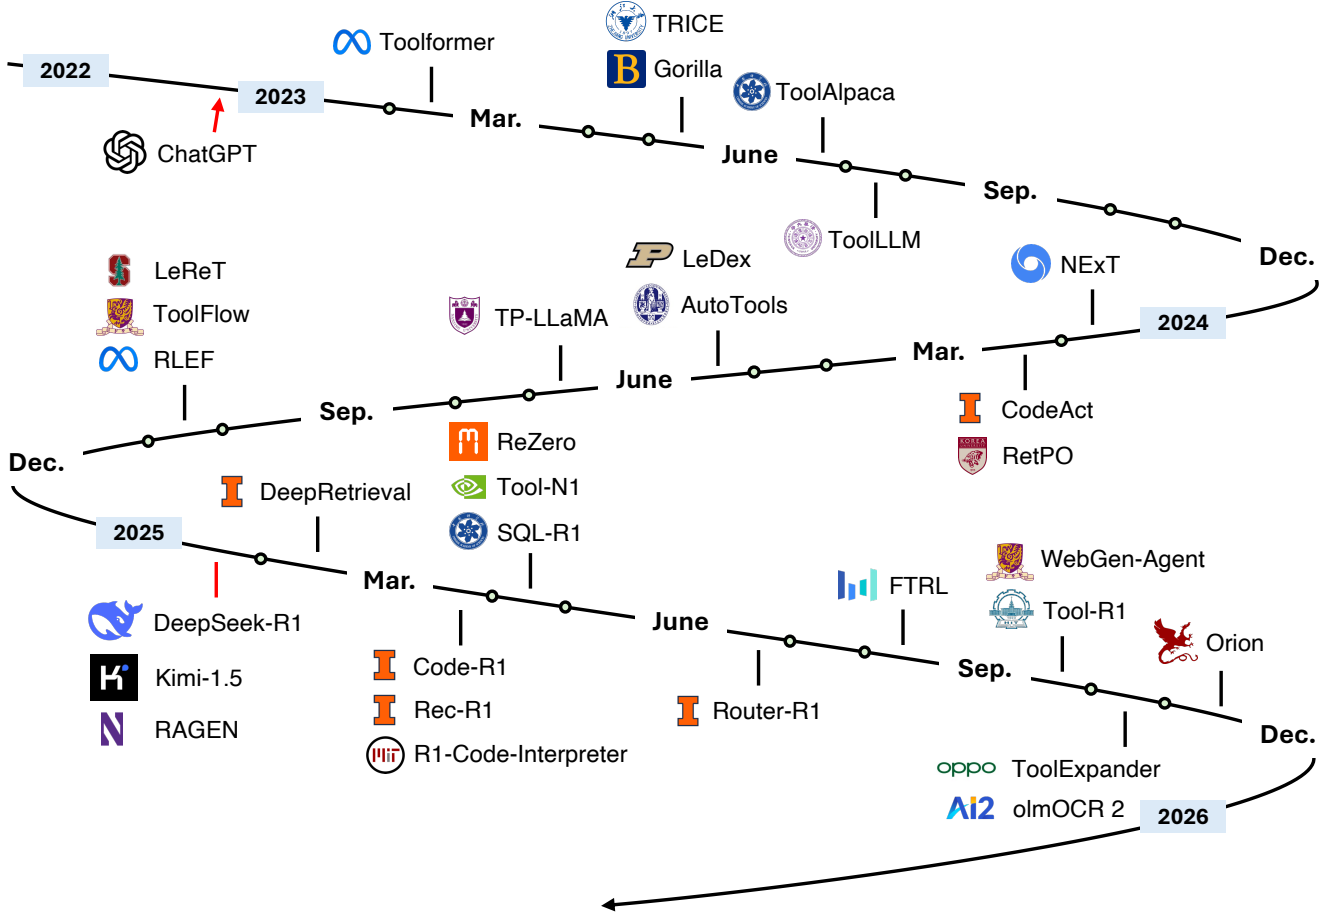 2022
ChatGPT
2023
Toolformer
Mar.
TRICE
Gorilla
June
ToolAlpaca
ToolLLM
Sep.
Dec.
2024
NExT
CodeAct
RetPO
Mar.
LeDex
AutoTools
June
TP-LLaMA
Sep.
LeReT
ToolFlow
RLEF
Dec.
2025
DeepSeek-R1
Kimi-1.5
RAGEN
DeepRetrieval
Mar.
Code-R1
Rec-R1
MIT
R1-Code-Interpreter
ReZero
Tool-N1
SQL-R1
June
Router-R1
FTRL
Sep.
WebGen-Agent
Tool-R1
oppo
ToolExpander
Ai2
olmOCR 2
Orion
Dec.
2026